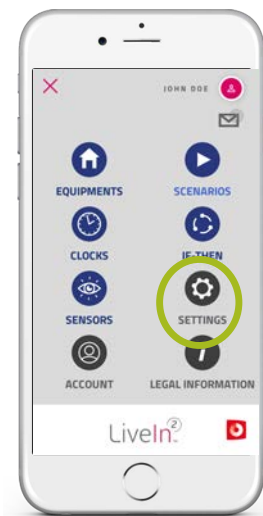 JOHN DOE
EQUIPMENTS SCENARIOS
CLOCKS IF-THEN
SENSORS SETTINGS
ACCOUNT LEGAL INFORMATION
LiveIn2